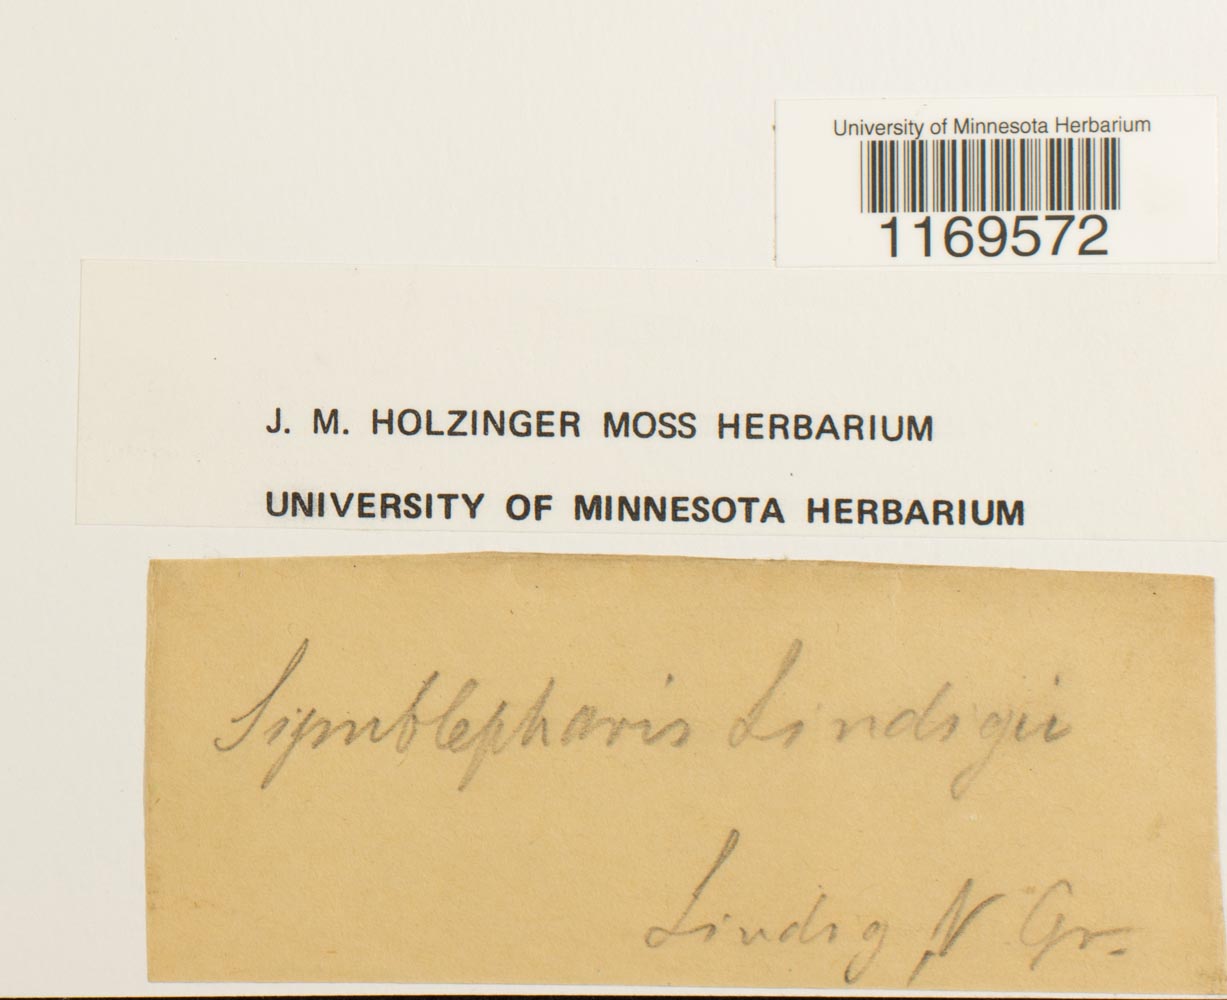 University of Minnesota Herbarium
1169572
J. M. HOLZINGER MOSS HERBARIUM
UNIVERSITY OF MINNESOTA HERBARIUM
Symblepharis Lindigii
Lindig N Gr.